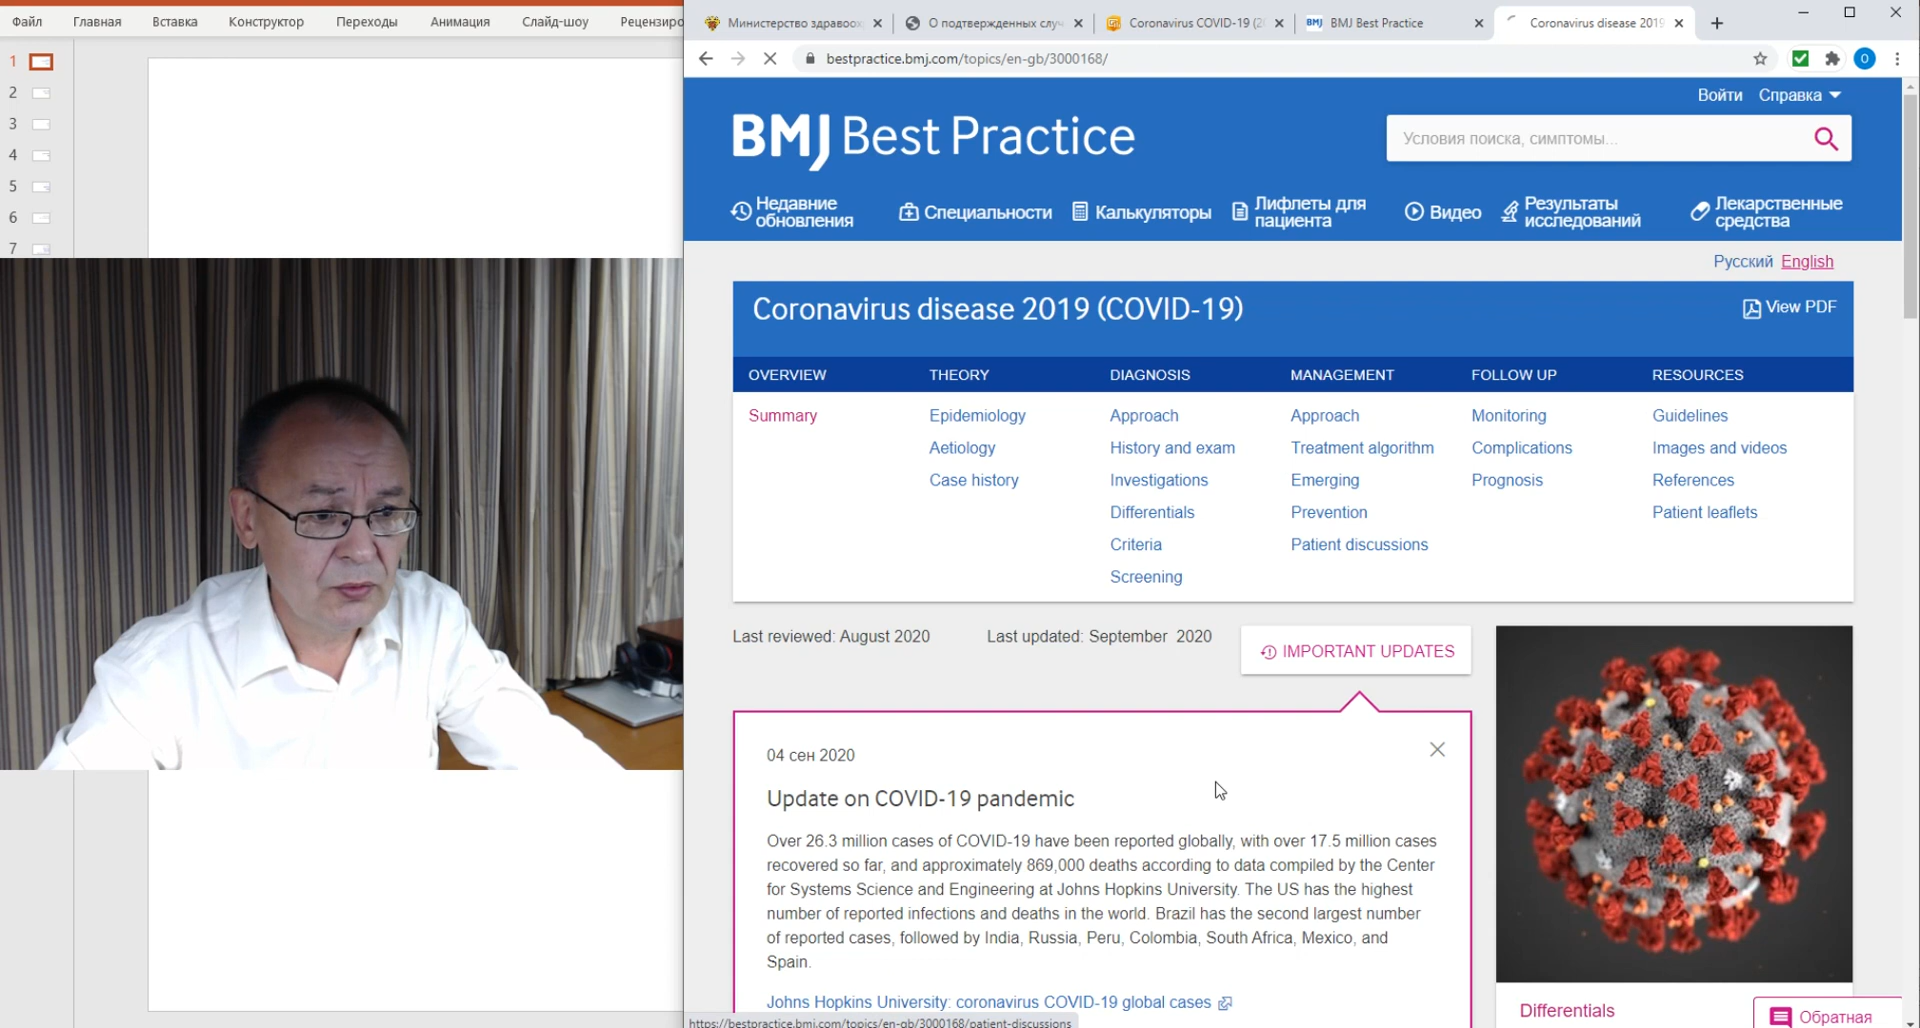 Файл Главная Вставка Конструктор Переходы Анимация Слайд-шоу Рецензиро
1
2
3
4
5
6
7
Министерство здравоох
О подтвержденных случ
Coronavirus COVID-19 (20
BMJ BMJ Best Practice
Coronavirus disease 2019
bestpractice.bmj.com/topics/en-gb/3000168/
O
Войти Справка
BMJ Best Practice
Условия поиска, симптомы...
Недавние
обновления
Специальности
Калькуляторы
Лифлеты для
пациента
Видео
Результаты
исследований
Лекарственные
средства
Русский English
Coronavirus disease 2019 (COVID-19)
View PDF
OVERVIEW THEORY DIAGNOSIS MANAGEMENT FOLLOW UP RESOURCES
Summary Epidemiology Approach Approach Monitoring Guidelines
Aetiology History and exam Treatment algorithm Complications Images and videos
Case history Investigations Emerging Prognosis References
Differentials Prevention Patient leaflets
Criteria Patient discussions
Screening
Last reviewed: August 2020 Last updated: September 2020
IMPORTANT UPDATES
04 сен 2020
Update on COVID-19 pandemic
Over 26.3 million cases of COVID-19 have been reported globally, with over 17.5 million cases
recovered so far, and approximately 869,000 deaths according to data compiled by the Center
for Systems Science and Engineering at Johns Hopkins University. The US has the highest
number of reported infections and deaths in the world. Brazil has the second largest number
of reported cases, followed by India, Russia, Peru, Colombia, South Africa, Mexico, and
Spain.
Johns Hopkins University: coronavirus COVID-19 global cases
Differentials
Обратная
https://bestpractice.bmj.com/topics/en-gb/3000168/patient-discussions